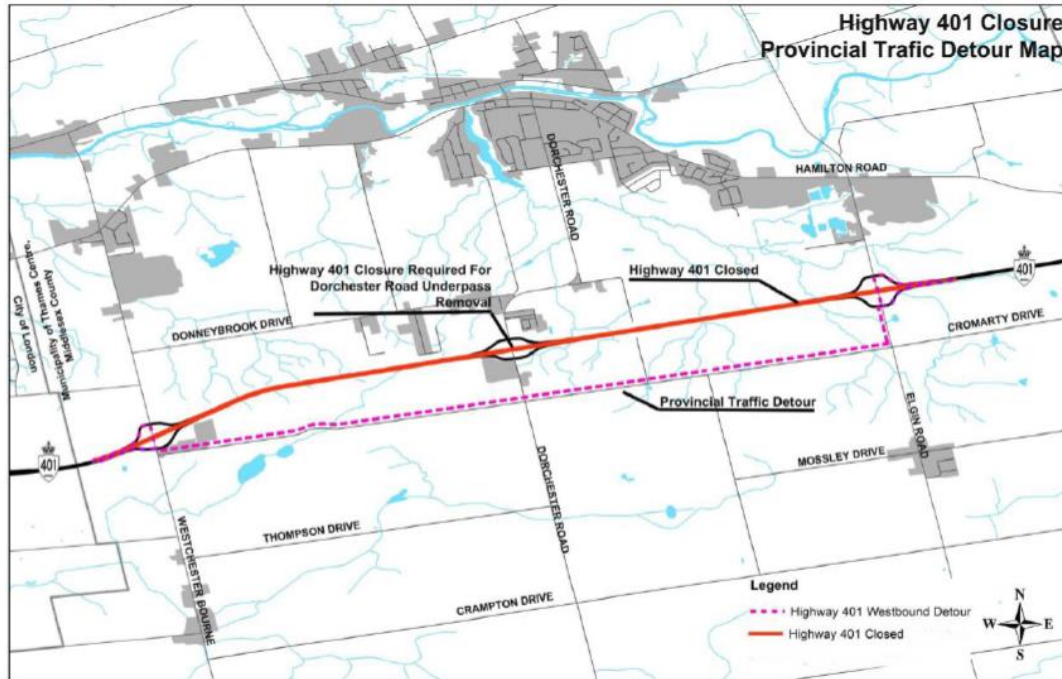 Highway 401 Closure
Provincial Trafic Detour Map
DORCHESTER ROAD
HAMILTON ROAD
Highway 401 Closure Required For
Dorchester Road Underpass
Removal
Highway 401 Closed
401
City of London
Municipality of Thames Centre,
Middlesex County
DONNEYBROOK DRIVE
CROMARTY DRIVE
Provincial Traffic Detour
ELGIN ROAD
401
MOSSLEY DRIVE
DORCHESTER ROAD
THOMPSON DRIVE
WESTCHESTER BOURNE
CRAMPTON DRIVE
Legend
Highway 401 Westbound Detour
Highway 401 Closed
N
W E
S